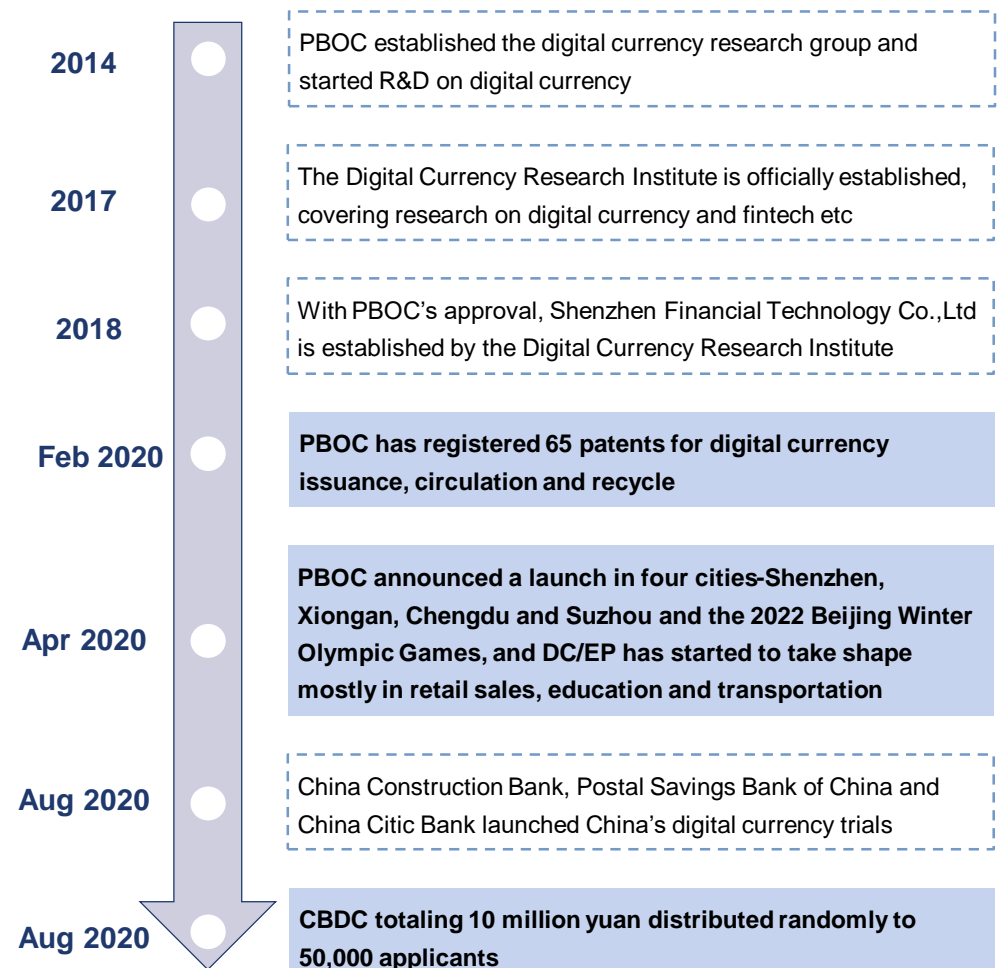 2014
PBOC established the digital currency research group and
started R&D on digital currency
2017
The Digital Currency Research Institute is officially established,
covering research on digital currency and fintech etc
2018
With PBOC’s approval, Shenzhen Financial Technology Co.,Ltd
is established by the Digital Currency Research Institute
Feb 2020
PBOC has registered 65 patents for digital currency
issuance, circulation and recycle
Apr 2020
PBOC announced a launch in four cities-Shenzhen,
Xiongan, Chengdu and Suzhou and the 2022 Beijing Winter
Olympic Games, and DC/EP has started to take shape
mostly in retail sales, education and transportation
Aug 2020
China Construction Bank, Postal Savings Bank of China and
China Citic Bank launched China’s digital currency trials
Aug 2020
CBDC totaling 10 million yuan distributed randomly to
50,000 applicants